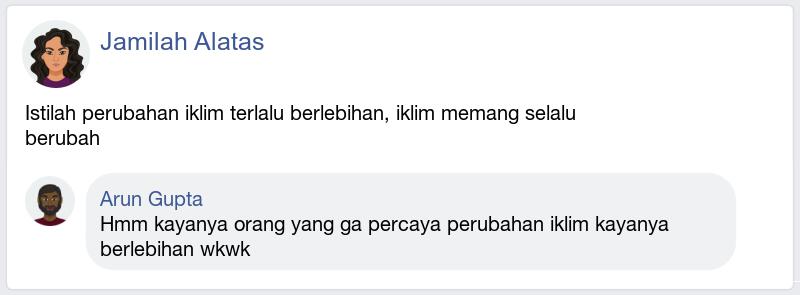 Jamilah Alatas
Istilah perubahan iklim terlalu berlebihan, iklim memang selalu
berubah
Arun Gupta
Hmm kayanya orang yang ga percaya perubahan iklim kayanya
berlebihan wkwk